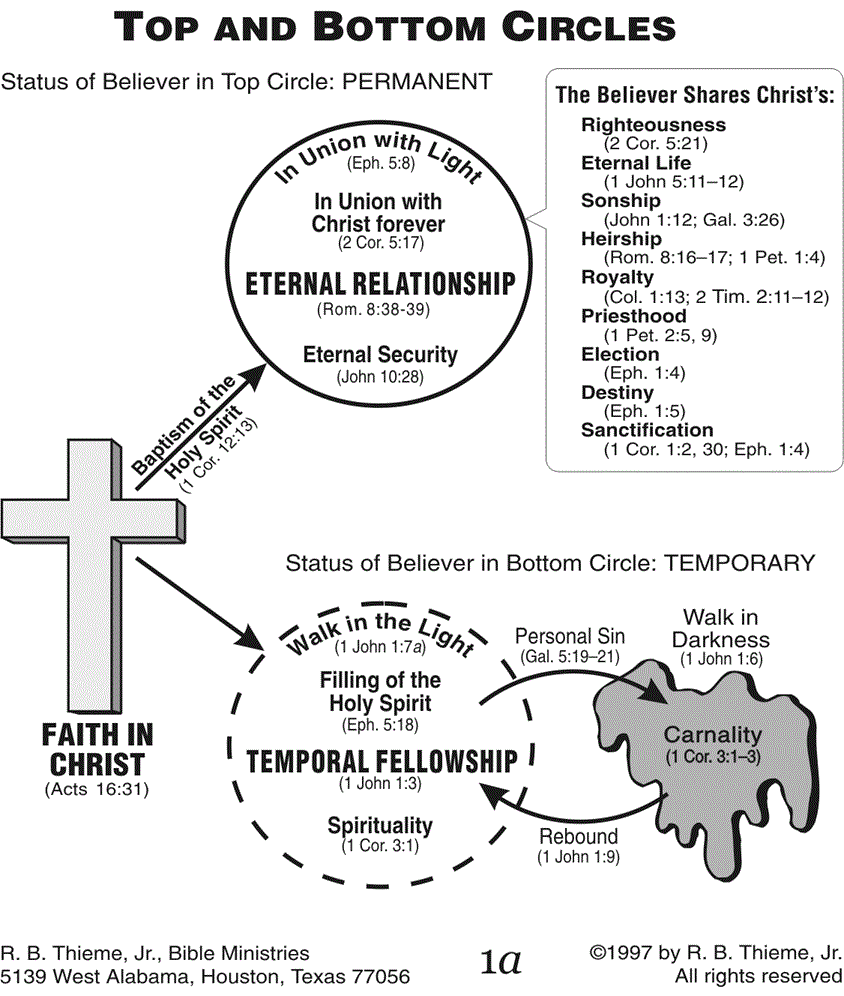 TOP AND BOTTOM CIRCLES
Status of Believer in Top Circle: PERMANENT
In Union with Light
(Eph. 5:8)
In Union with
Christ forever
(2 Cor. 5:17)
ETERNAL RELATIONSHIP
(Rom. 8:38-39)
Eternal Security
(John 10:28)
The Believer Shares Christ's:
Righteousness
(2 Cor. 5:21)
Eternal Life
(1 John 5:11–12)
Sonship
(John 1:12; Gal. 3:26)
Heirship
(Rom. 8:16–17; 1 Pet. 1:4)
Royalty
(Col. 1:13; 2 Tim. 2:11–12)
Priesthood
(1 Pet. 2:5, 9)
Election
(Eph. 1:4)
Destiny
(Eph. 1:5)
Sanctification
(1 Cor. 1:2, 30; Eph. 1:4)
Baptism of the
Holy Spirit
(1 Cor. 12:13)
FAITH IN
CHRIST
(Acts 16:31)
Status of Believer in Bottom Circle: TEMPORARY
Walk in the Light
(1 John 1:7a)
Filling of the
Holy Spirit
(Eph. 5:18)
TEMPORAL FELLOWSHIP
(1 John 1:3)
Spirituality
(1 Cor. 3:1)
Personal Sin
(Gal. 5:19–21)
Walk in
Darkness
(1 John 1:6)
Carnality
(1 Cor. 3:1–3)
Rebound
(1 John 1:9)
R. B. Thieme, Jr., Bible Ministries
5139 West Alabama, Houston, Texas 77056
1a
©1997 by R. B. Thieme, Jr.
All rights reserved